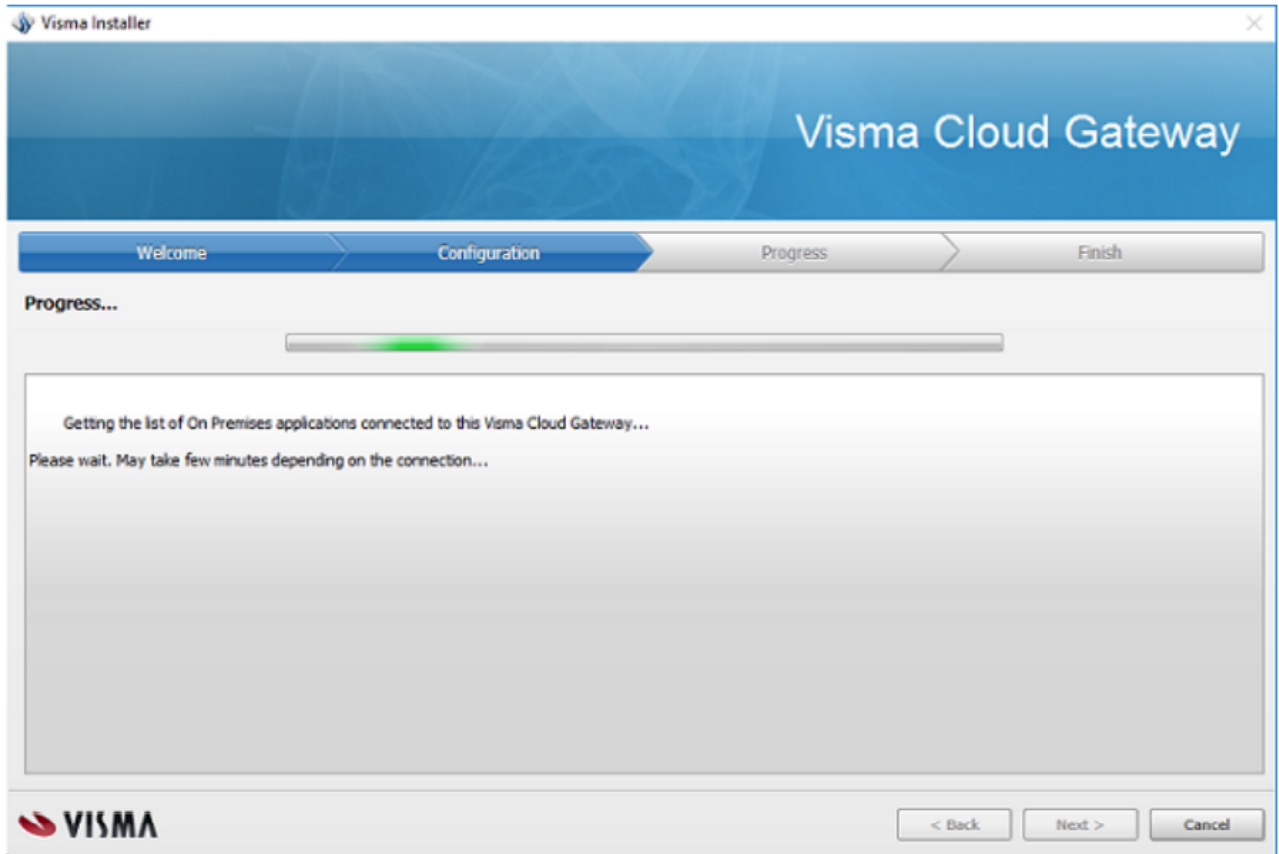 Visma Installer
Visma Cloud Gateway
Welcome
Configuration
Progress
Finish
Progress...
Getting the list of On Premises applications connected to this Visma Cloud Gateway...
Please wait. May take few minutes depending on the connection...
VISMA
< Back
Next >
Cancel